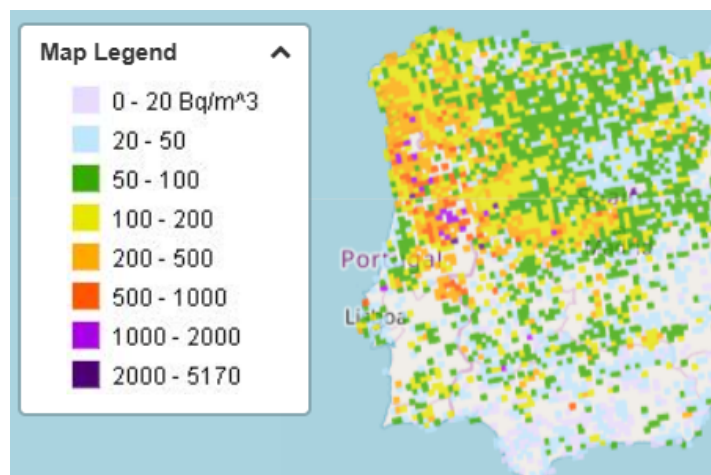 Map Legend
0 - 20 Bq/m^3
20 - 50
50 - 100
100 - 200
200 - 500
500 - 1000
1000 - 2000
2000 - 5170
Portugal
Lisboa